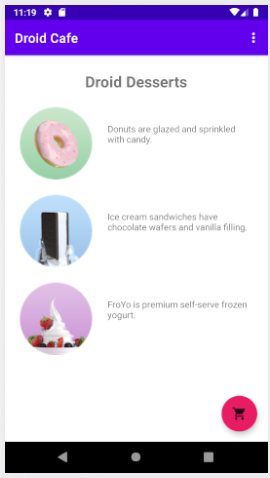 11:19
Droid Cafe
Droid Desserts
Donuts are glazed and sprinkled
with candy.
Ice cream sandwiches have
chocolate wafers and vanilla filling.
FroYo is premium self-serve frozen
yogurt.